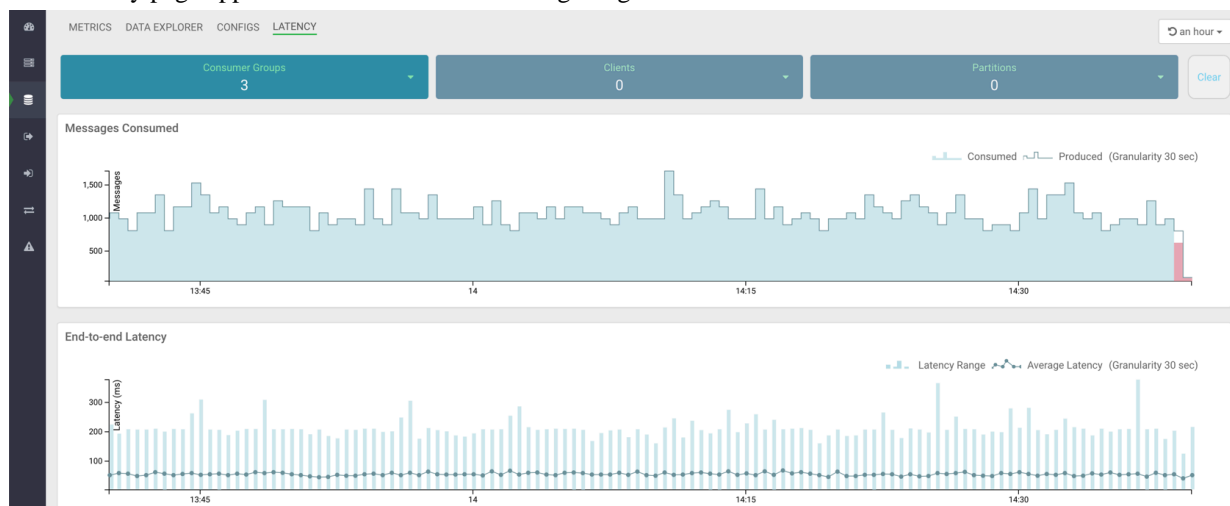 METRICS DATA EXPLORER CONFIGS LATENCY
an hour
Consumer Groups
3
Clients
0
Partitions
0
Clear
Messages Consumed
Consumed Produced (Granularity 30 sec)
Messages
1,500
1,000
500
13:45 14 14:15 14:30
End-to-end Latency
Latency Range Average Latency (Granularity 30 sec)
Latency (ms)
300
200
100
13:45 14 14:15 14:30